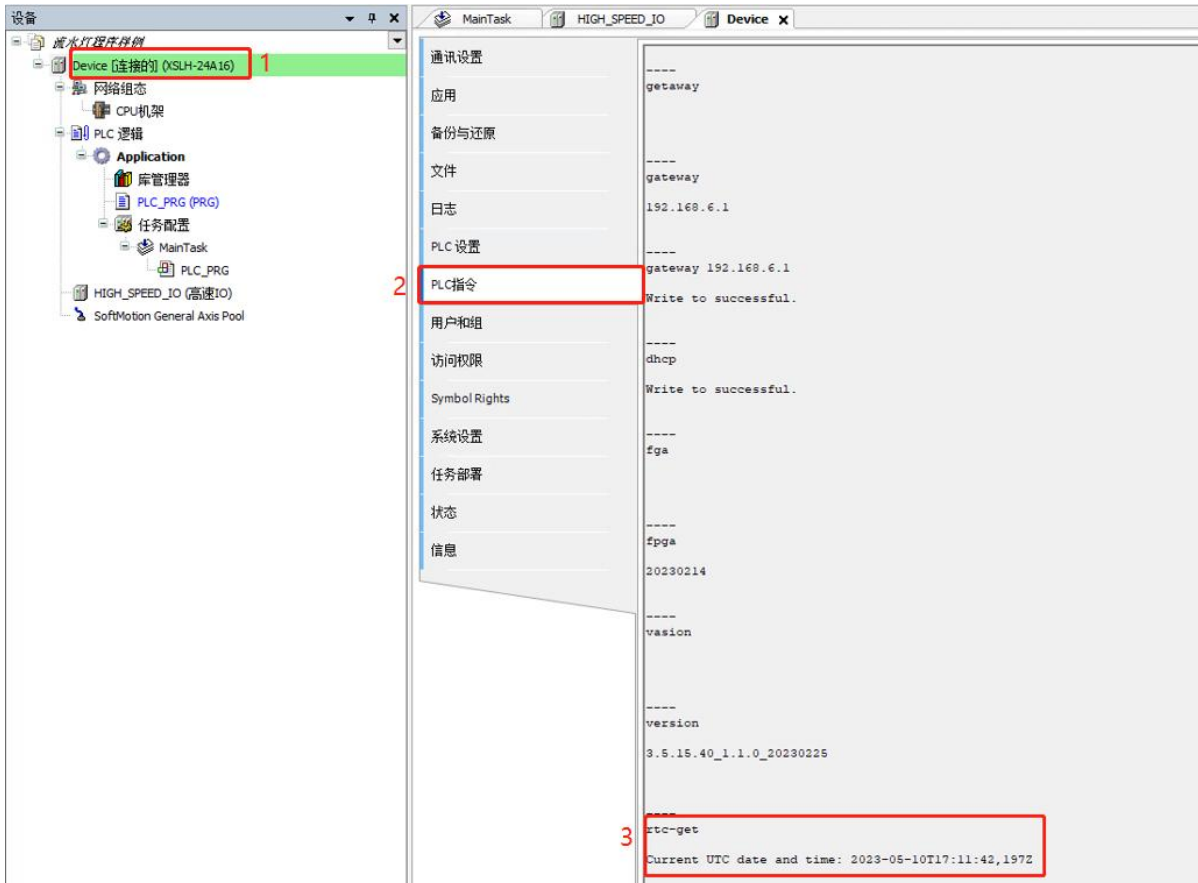 设备
流水灯程序样例
Device [连接的] (XSLH-24A16)
1
网络组态
CPU机架
PLC 逻辑
Application
库管理器
PLC_PRG (PRG)
任务配置
MainTask
PLC_PRG
HIGH_SPEED_IO (高速IO)
SoftMotion General Axis Pool
MainTask
HIGH_SPEED_IO
Device
通讯设置
应用
备份与还原
文件
日志
PLC 设置
2
PLC指令
用户和组
访问权限
Symbol Rights
系统设置
任务部署
状态
信息
----
getaway
----
gateway
192.168.6.1
----
gateway 192.168.6.1
Write to successful.
----
dhcp
Write to successful.
----
fga
----
fpga
20230214
----
vasion
----
version
3.5.15.40_1.1.0_20230225
----
3
rtc-get
Current UTC date and time: 2023-05-10T17:11:42,197Z